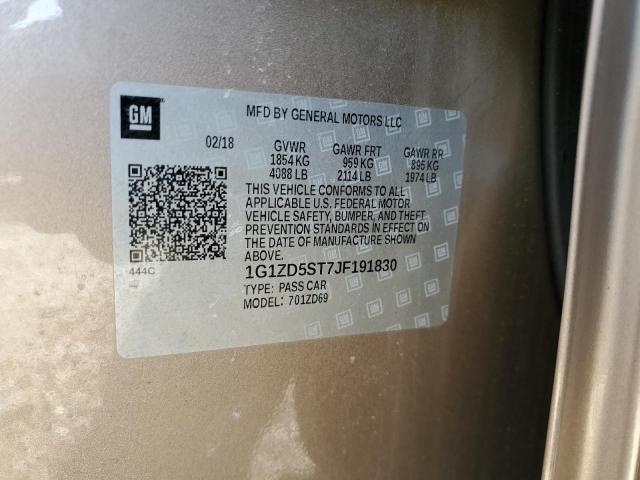 GM
MFD BY GENERAL MOTORS LLC
02/18 GVWR GAWR FRT GAWR RR
1854 KG 959 KG 895 KG
4088 LB 2114 LB 1974 LB
THIS VEHICLE CONFORMS TO ALL
APPLICABLE U.S. FEDERAL MOTOR
VEHICLE SAFETY, BUMPER, AND THEFT
PREVENTION STANDARDS IN EFFECT ON
THE DATE OF MANUFACTURE SHOWN
ABOVE.
444C
1G1ZD5ST7JF191830
TYPE: PASS CAR
MODEL: 701ZD69